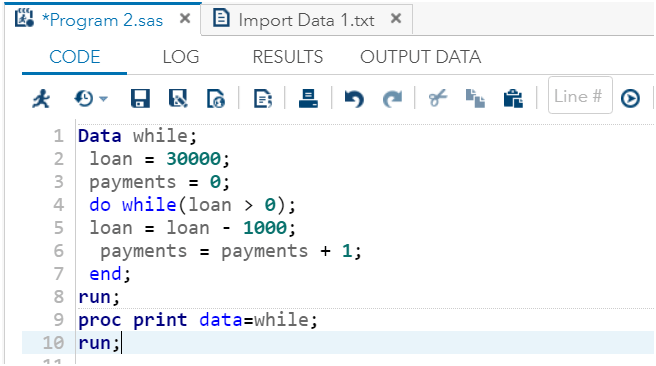 *Program 2.sas × Import Data 1.txt ×
CODE LOG RESULTS OUTPUT DATA
Line #
1 Data while;
2 loan = 30000;
3 payments = 0;
4 do while(loan > 0);
5 loan = loan - 1000;
6 payments = payments + 1;
7 end;
8 run;
9 proc print data=while;
10 run;
11